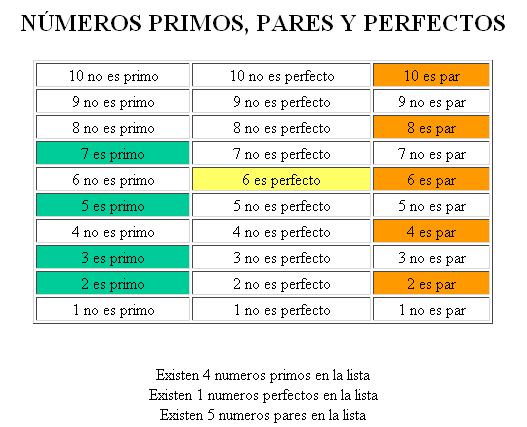 NÚMEROS PRIMOS, PARES Y PERFECTOS
10 no es primo 10 no es perfecto 10 es par
9 no es primo 9 no es perfecto 9 no es par
8 no es primo 8 no es perfecto 8 es par
7 es primo 7 no es perfecto 7 no es par
6 no es primo 6 es perfecto 6 es par
5 es primo 5 no es perfecto 5 no es par
4 no es primo 4 no es perfecto 4 es par
3 es primo 3 no es perfecto 3 no es par
2 es primo 2 no es perfecto 2 es par
1 no es primo 1 no es perfecto 1 no es par
Existen 4 numeros primos en la lista
Existen 1 numeros perfectos en la lista
Existen 5 numeros pares en la lista